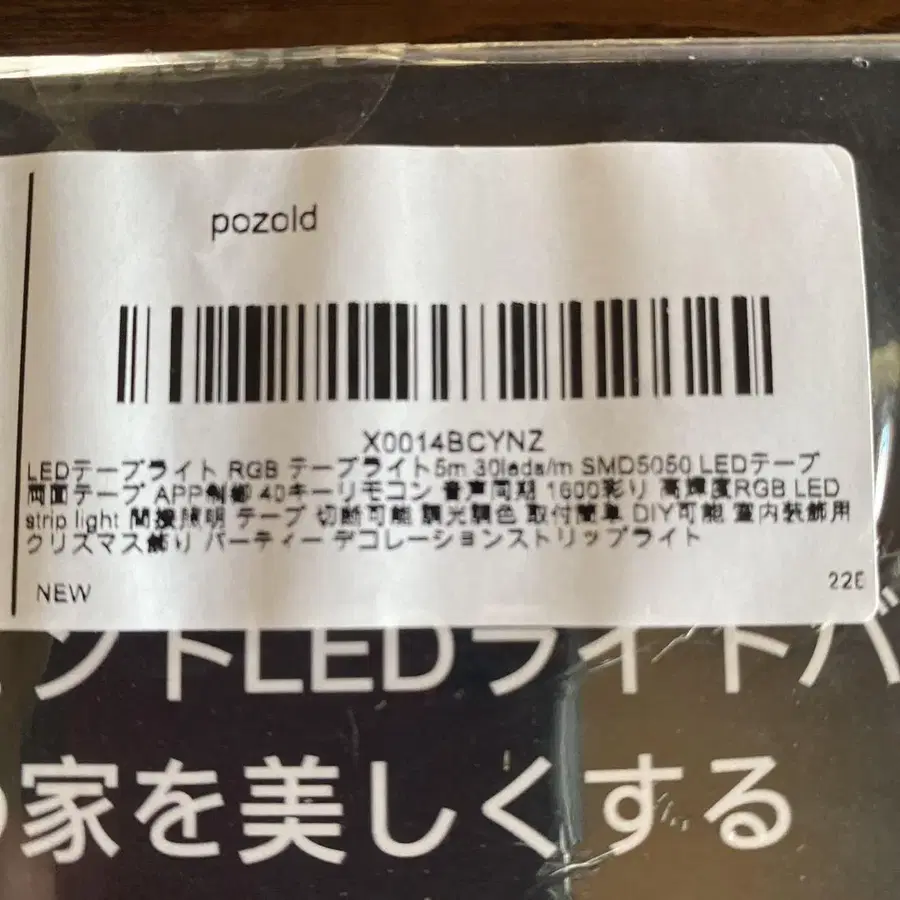 pozold
X0014BCYNZ
LEDテープライト RGB テープライト5m 30leds/m SMD5050 LEDテープ
両面テープ APP制御 40キーリモコン 音声同期 1600彩り 高輝度RGB LED
strip light 間接照明 テープ 切断可能 調光調色 取付簡単 DIY可能 室内装飾用
クリスマス飾り パーティー デコレーションストリップライト
NEW
22E
ントLEDライトバ
の家を美しくする